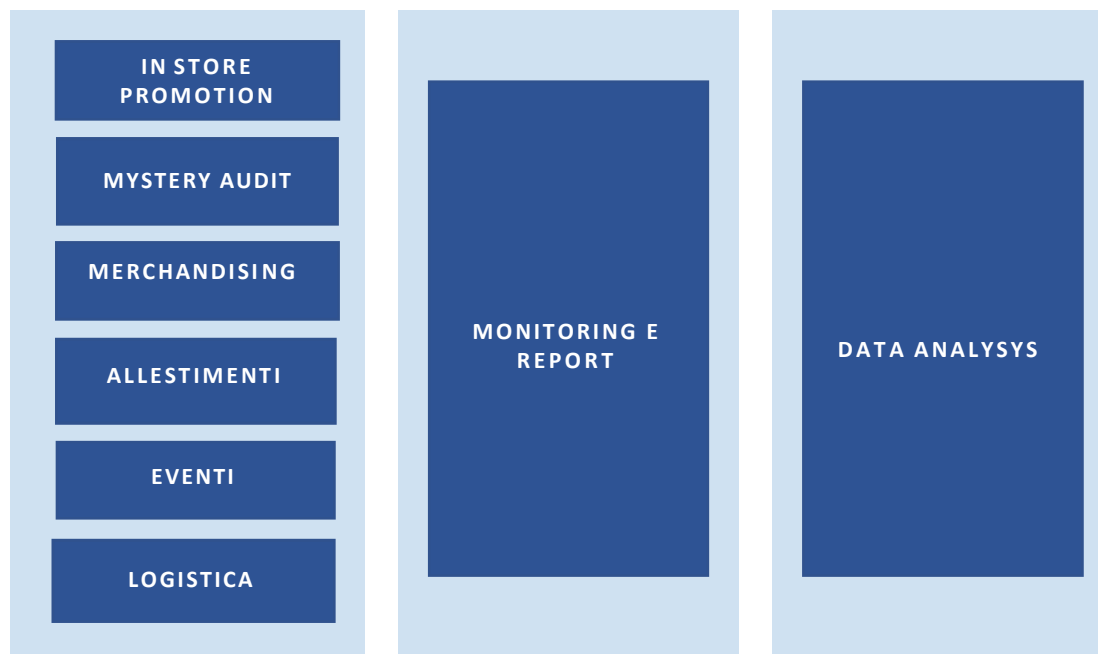 IN STORE
PROMOTION
MYSTERY AUDIT
MERCHANDISING
ALLESTIMENTI
EVENTI
LOGISTICA
MONITORING E
REPORT
DATA ANALYSYS